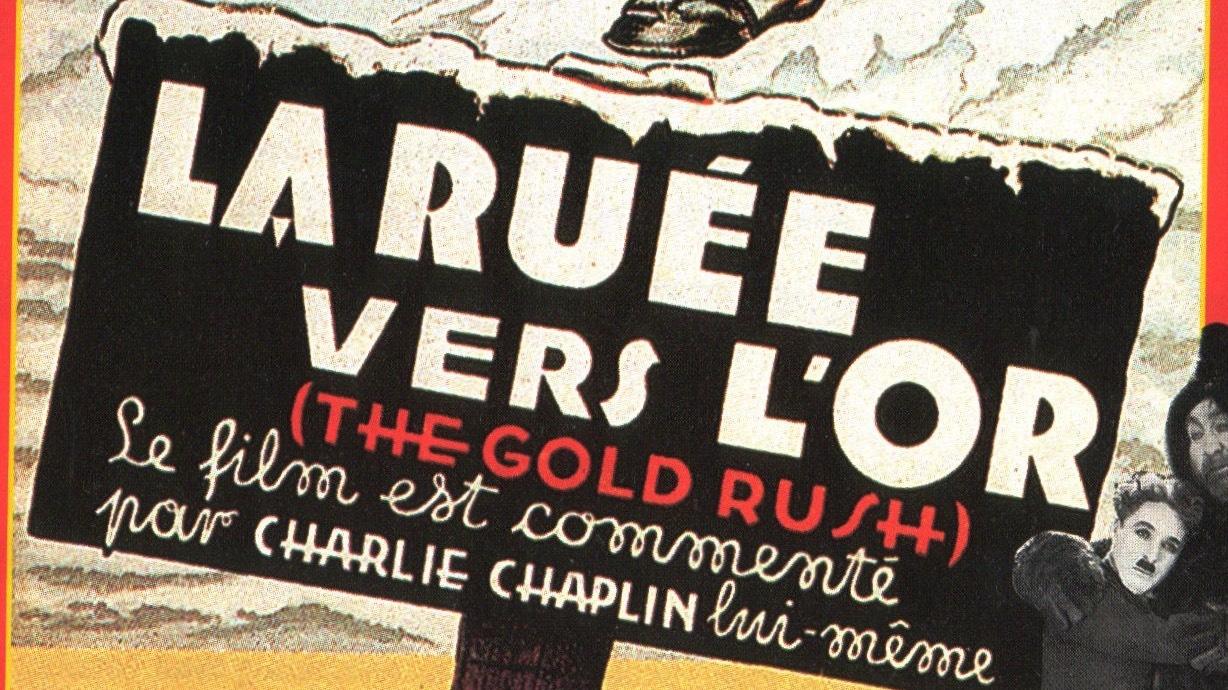 LA RUÉE
VERS L'OR
(THE GOLD RUSH)
Le film est commenté
par CHARLIE CHAPLIN lui-même